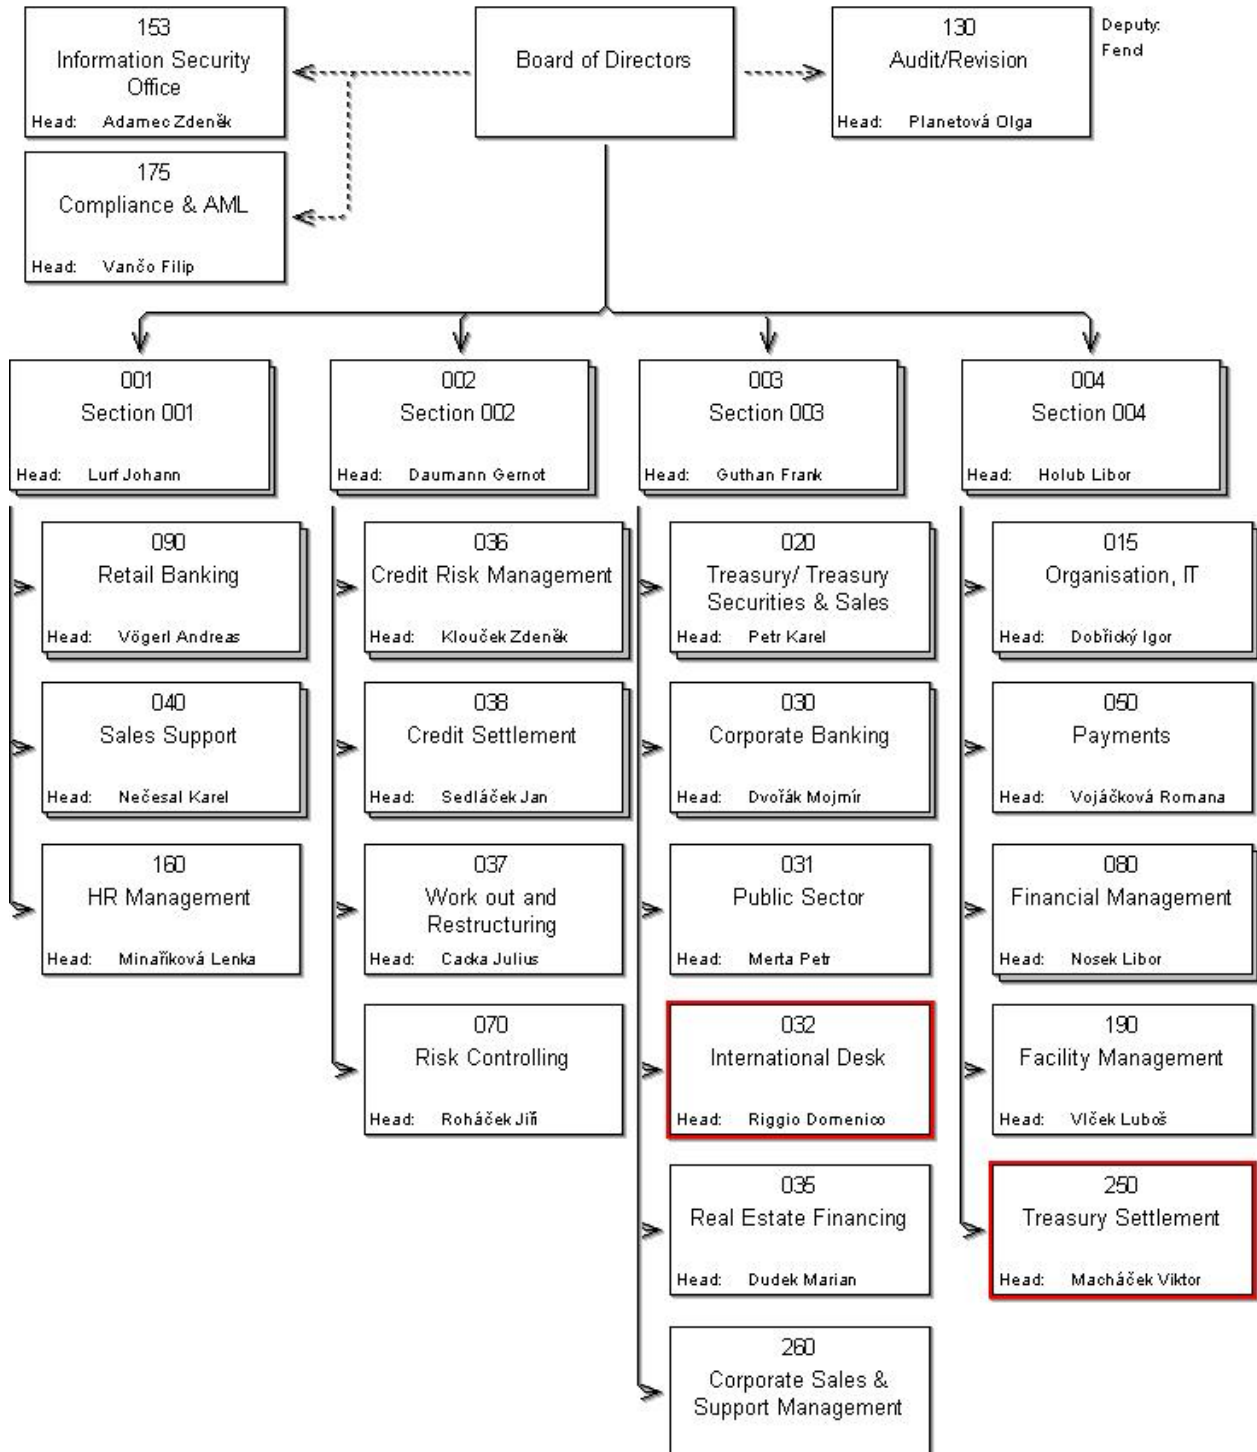 153
Information Security
Office
Head: Adamec Zdeněk
Board of Directors
130
Audit/Revision
Head: Planetová Olga
Deputy:
Fencl
175
Compliance & AML
Head: Vančo Filip
001
Section 001
Head: Lurf Johann
002
Section 002
Head: Daumann Gernot
003
Section 003
Head: Guthan Frank
004
Section 004
Head: Holub Libor
090
Retail Banking
Head: Vögerl Andreas
040
Sales Support
Head: Nečesal Karel
160
HR Management
Head: Minaříková Lenka
036
Credit Risk Management
Head: Klouček Zdeněk
038
Credit Settlement
Head: Sedláček Jan
037
Work out and
Restructuring
Head: Cacka Julius
070
Risk Controlling
Head: Roháček Jiří
020
Treasury/ Treasury
Securities & Sales
Head: Petr Karel
030
Corporate Banking
Head: Dvořák Mojmír
031
Public Sector
Head: Merta Petr
032
International Desk
Head: Riggio Domenico
035
Real Estate Financing
Head: Dudek Marian
260
Corporate Sales &
Support Management
015
Organisation, IT
Head: Dobřický Igor
050
Payments
Head: Vojáčková Romana
080
Financial Management
Head: Nosek Libor
190
Facility Management
Head: Vlček Luboš
250
Treasury Settlement
Head: Macháček Viktor